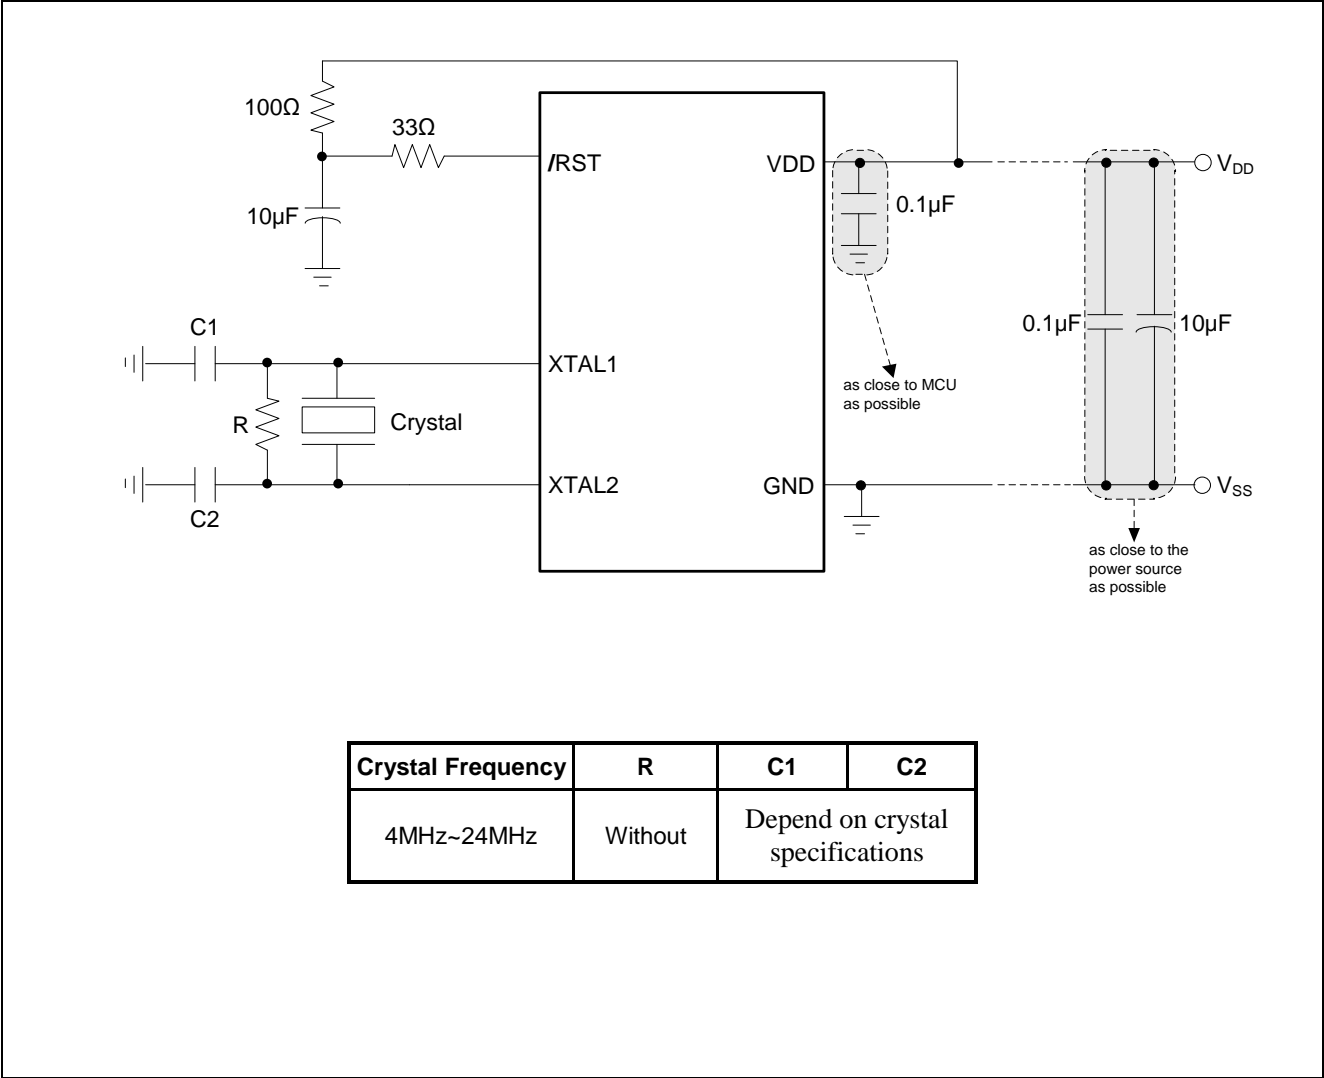 100Ω
33Ω
/RST
VDD
V_DD
10µF
0.1µF
C1
0.1µF
10µF
XTAL1
as close to MCU
as possible
R
Crystal
XTAL2
GND
V_SS
C2
as close to the
power source
as possible
Crystal Frequency R C1 C2
4MHz~24MHz Without Depend on crystal
specifications